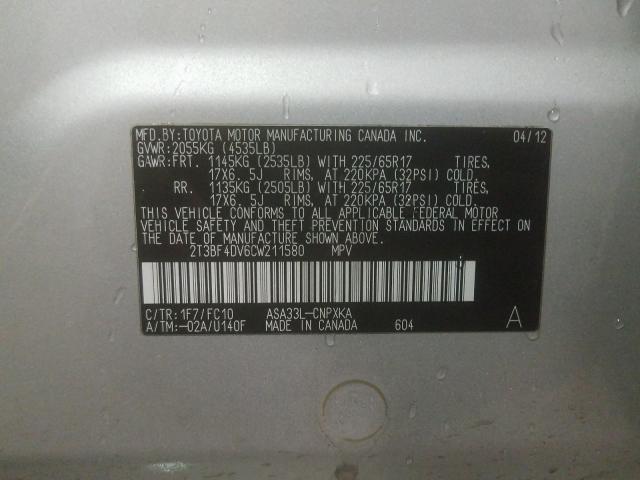 MFD.BY:TOYOTA MOTOR MANUFACTURING CANADA INC. 04/12
GVWR:2055KG (4535LB)
GAWR:FRT. 1145KG (2535LB) WITH 225/65R17 TIRES,
17X6. 5J RIMS, AT 220KPA (32PSI) COLD.
RR. 1135KG (2505LB) WITH 225/65R17 TIRES,
17X6. 5J RIMS, AT 220KPA (32PSI) COLD.
THIS VEHICLE CONFORMS TO ALL APPLICABLE FEDERAL MOTOR
VEHICLE SAFETY AND THEFT PREVENTION STANDARDS IN EFFECT ON
THE DATE OF MANUFACTURE SHOWN ABOVE.
2T3BF4DV6CW211580 MPV
C/TR:1F7/FC10 ASA33L-CNPXKA
A/TM:-02A/U140F MADE IN CANADA 604 A